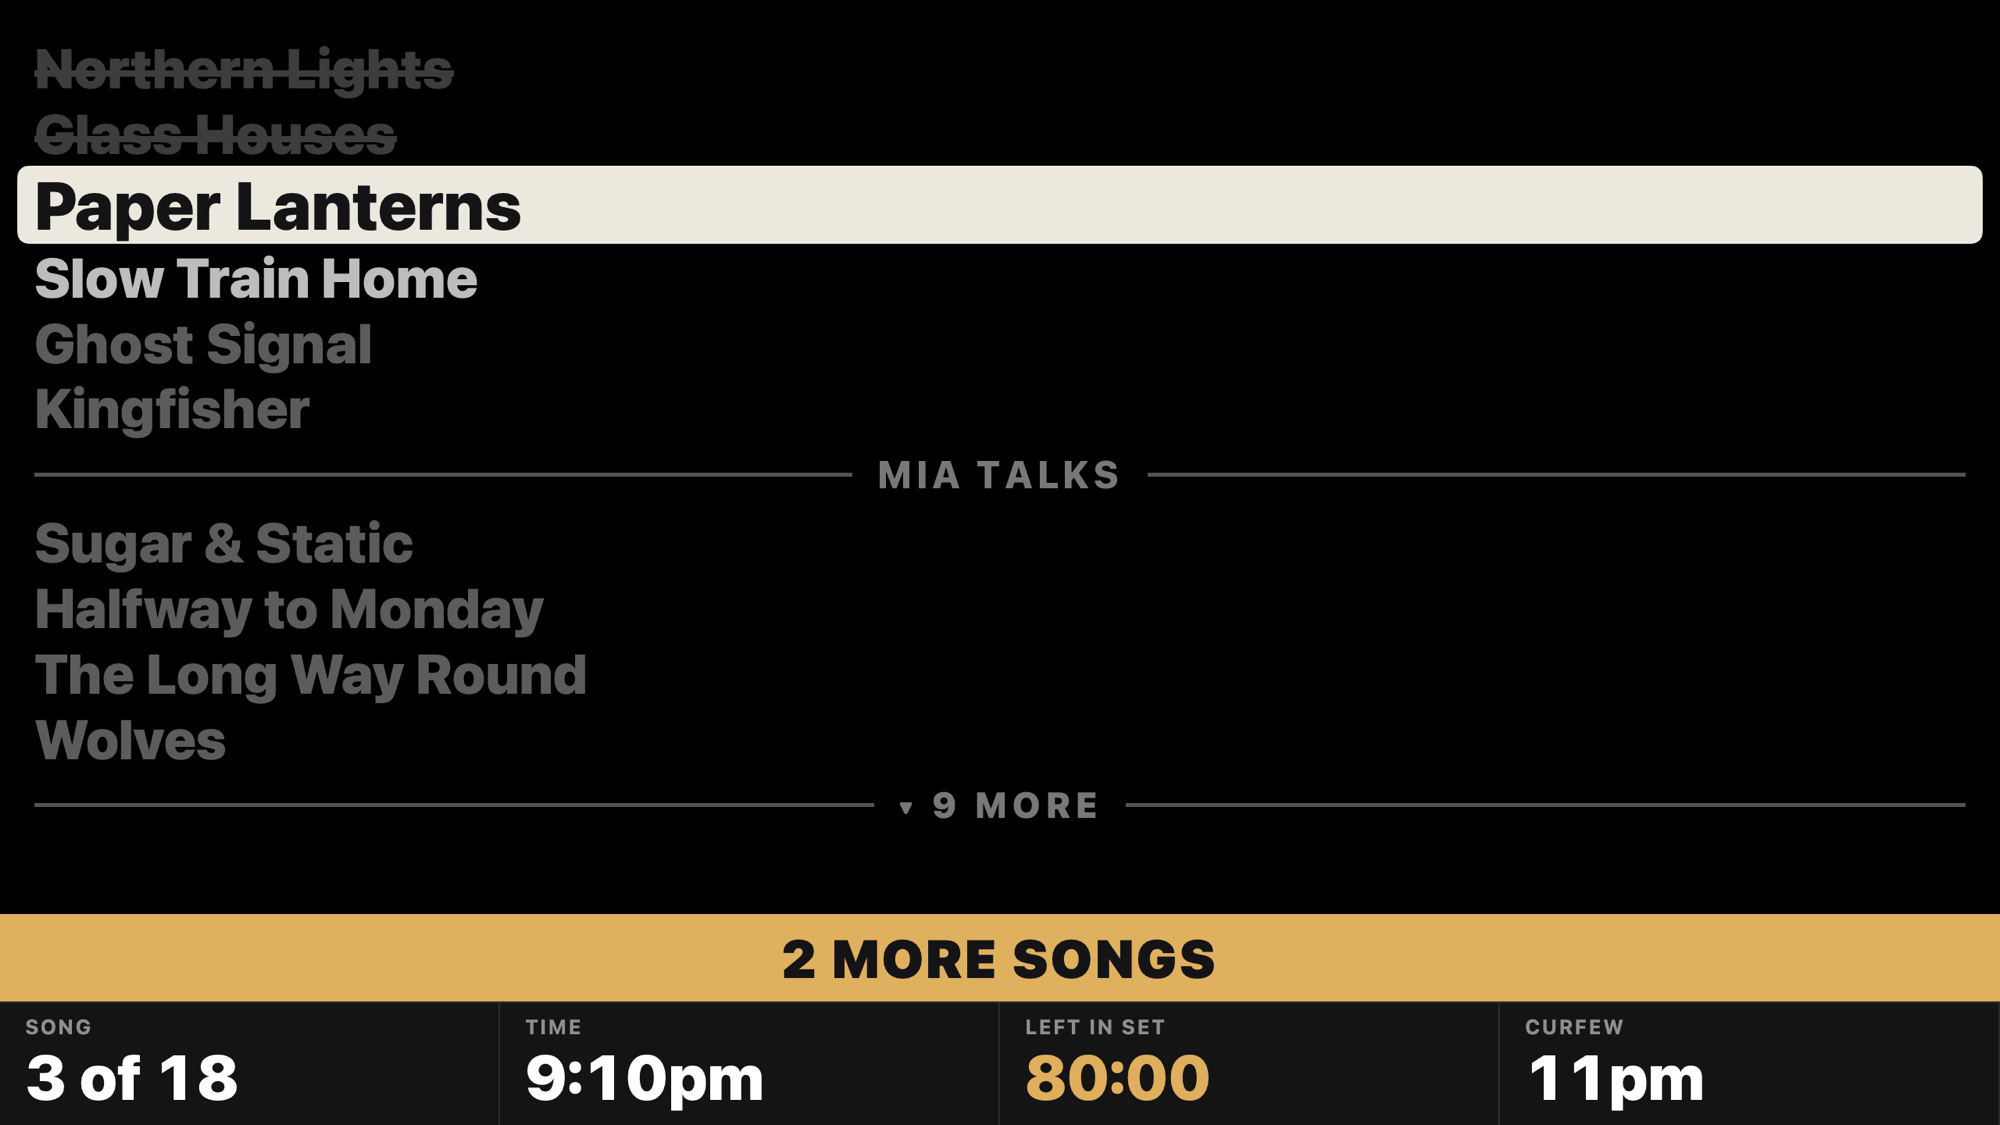 Northern Lights
Glass Houses
Paper Lanterns
Slow Train Home
Ghost Signal
Kingfisher
MIA TALKS
Sugar & Static
Halfway to Monday
The Long Way Round
Wolves
▼ 9 MORE
2 MORE SONGS
SONG
3 of 18
TIME
9:10pm
LEFT IN SET
80:00
CURFEW
11pm